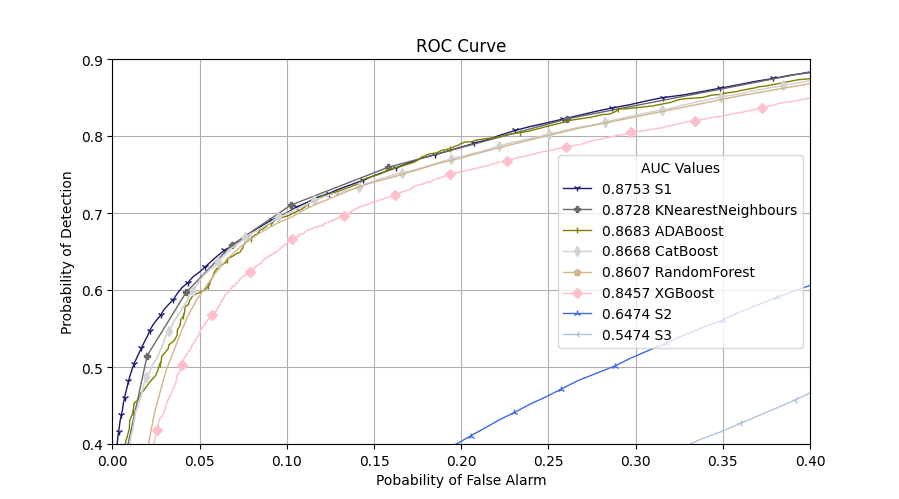 ROC Curve
0.9
0.8
0.7
0.6
0.5
0.4
Probability of Detection
AUC Values
0.8753 S1
0.8728 KNearestNeighbours
0.8683 ADABoost
0.8668 CatBoost
0.8607 RandomForest
0.8457 XGBoost
0.6474 S2
0.5474 S3
0.00 0.05 0.10 0.15 0.20 0.25 0.30 0.35 0.40
Pobability of False Alarm